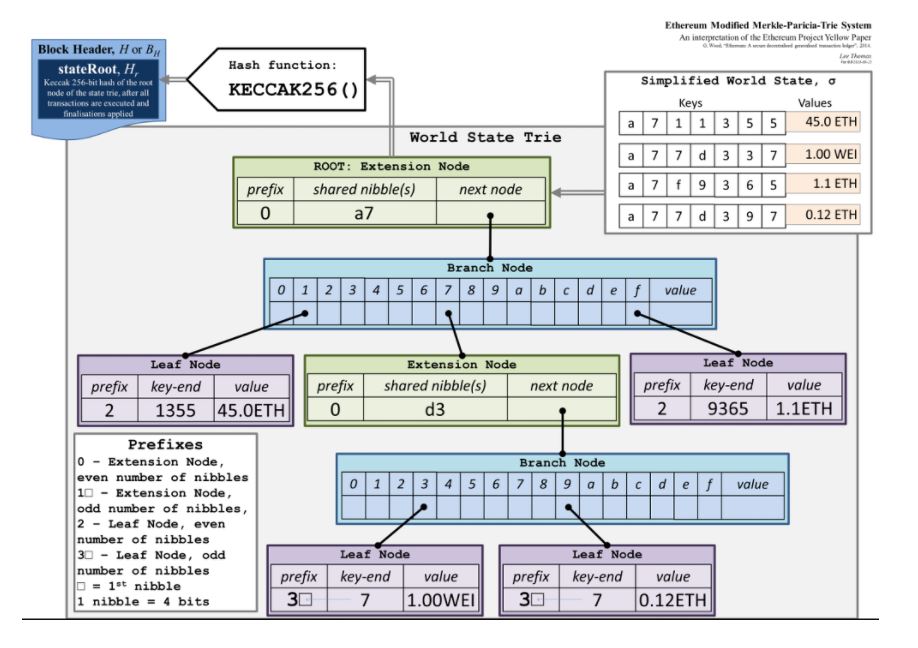 Ethereum Modified Merkle-Paricia-Trie System
An interpretation of the Ethereum Project Yellow Paper
G. Wood, "Ethereum: A secure decentralised generalised transaction ledger", 2014.
Lee Thomas
Block Header, H or B_H
stateRoot, H_r
Keccak 256-bit hash of the root
node of the state trie, after all
transactions are executed and
finalisations applied
Hash function:
KECCAK256()
Simplified World State, σ
Keys Values
a 7 1 1 3 5 5 45.0 ETH
a 7 7 d 3 3 7 1.00 WEI
a 7 f 9 3 6 5 1.1 ETH
a 7 7 d 3 9 7 0.12 ETH
World State Trie
ROOT: Extension Node
prefix shared nibble(s) next node
0 a7
Branch Node
0 1 2 3 4 5 6 7 8 9 a b c d e f value
Leaf Node
prefix key-end value
2 1355 45.0ETH
Extension Node
prefix shared nibble(s) next node
0 d3
Leaf Node
prefix key-end value
2 9365 1.1ETH
Branch Node
0 1 2 3 4 5 6 7 8 9 a b c d e f value
Leaf Node
prefix key-end value
3□ 7 1.00WEI
Leaf Node
prefix key-end value
3□ 7 0.12ETH
Prefixes
0 – Extension Node,
even number of nibbles
1□ – Extension Node,
odd number of nibbles,
2 – Leaf Node, even
number of nibbles
3□ – Leaf Node, odd
number of nibbles
□ = 1st nibble
1 nibble = 4 bits